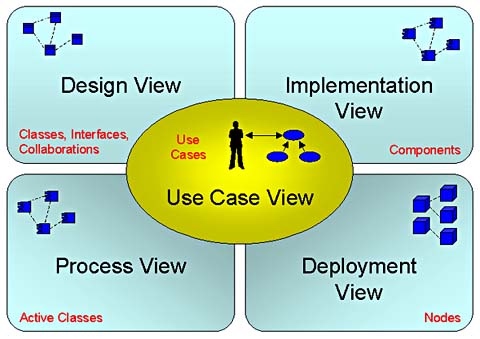 Design View
Classes, Interfaces,
Collaborations
Implementation
View
Components
Use
Cases
Use Case View
Process View
Active Classes
Deployment
View
Nodes